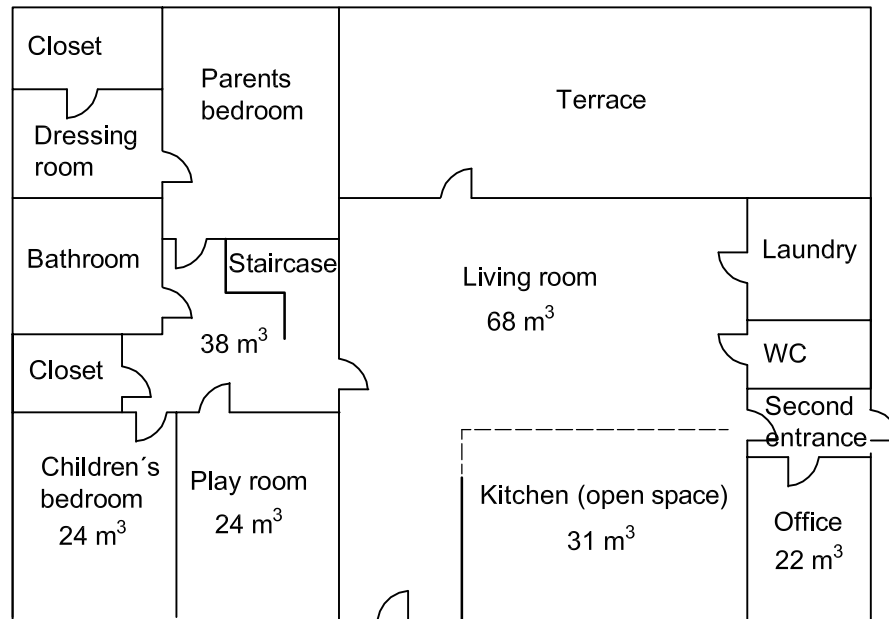 Closet
Parents
bedroom
Terrace
Dressing
room
Bathroom
Staircase
Living room
68 m³
Laundry
38 m³
WC
Closet
Second
entrance
Children´s
bedroom
24 m³
Play room
24 m³
Kitchen (open space)
31 m³
Office
22 m³